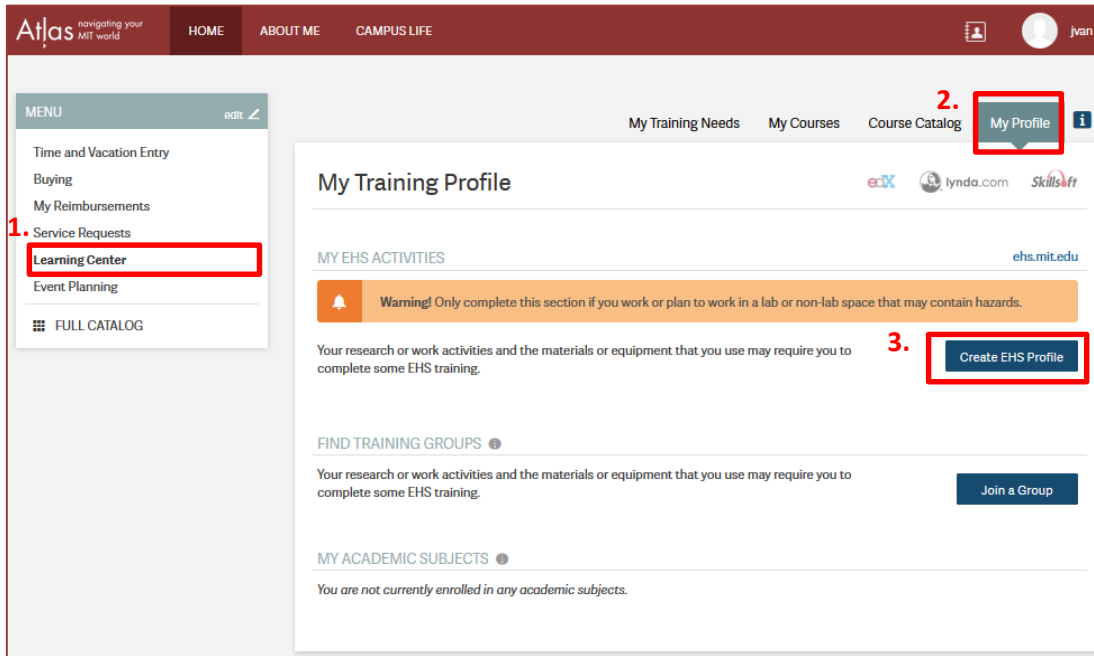 Atlas navigating your MIT world
HOME ABOUT ME CAMPUS LIFE jvan
MENU edit
Time and Vacation Entry
Buying
My Reimbursements
1. Service Requests
Learning Center
Event Planning
FULL CATALOG
2.
My Training Needs My Courses Course Catalog My Profile i
My Training Profile
edX lynda.com Skillsoft
MY EHS ACTIVITIES ehs.mit.edu
Warning! Only complete this section if you work or plan to work in a lab or non-lab space that may contain hazards.
Your research or work activities and the materials or equipment that you use may require you to
complete some EHS training.
3. Create EHS Profile
FIND TRAINING GROUPS i
Your research or work activities and the materials or equipment that you use may require you to
complete some EHS training.
Join a Group
MY ACADEMIC SUBJECTS i
You are not currently enrolled in any academic subjects.